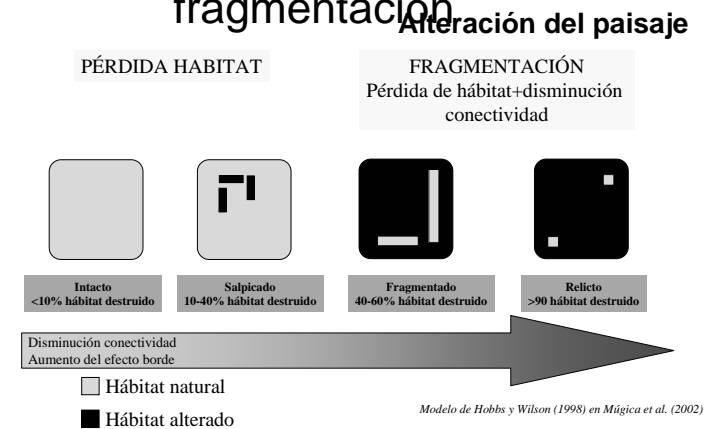 fragmentación
Alteración del paisaje
PÉRDIDA HABITAT
FRAGMENTACIÓN
Pérdida de hábitat+disminución
conectividad
Intacto
<10% hábitat destruido
Salpicado
10-40% hábitat destruido
Fragmentado
40-60% hábitat destruido
Relicto
>90 hábitat destruido
Disminución conectividad
Aumento del efecto borde
Hábitat natural
Hábitat alterado
Modelo de Hobbs y Wilson (1998) en Múgica et al. (2002)